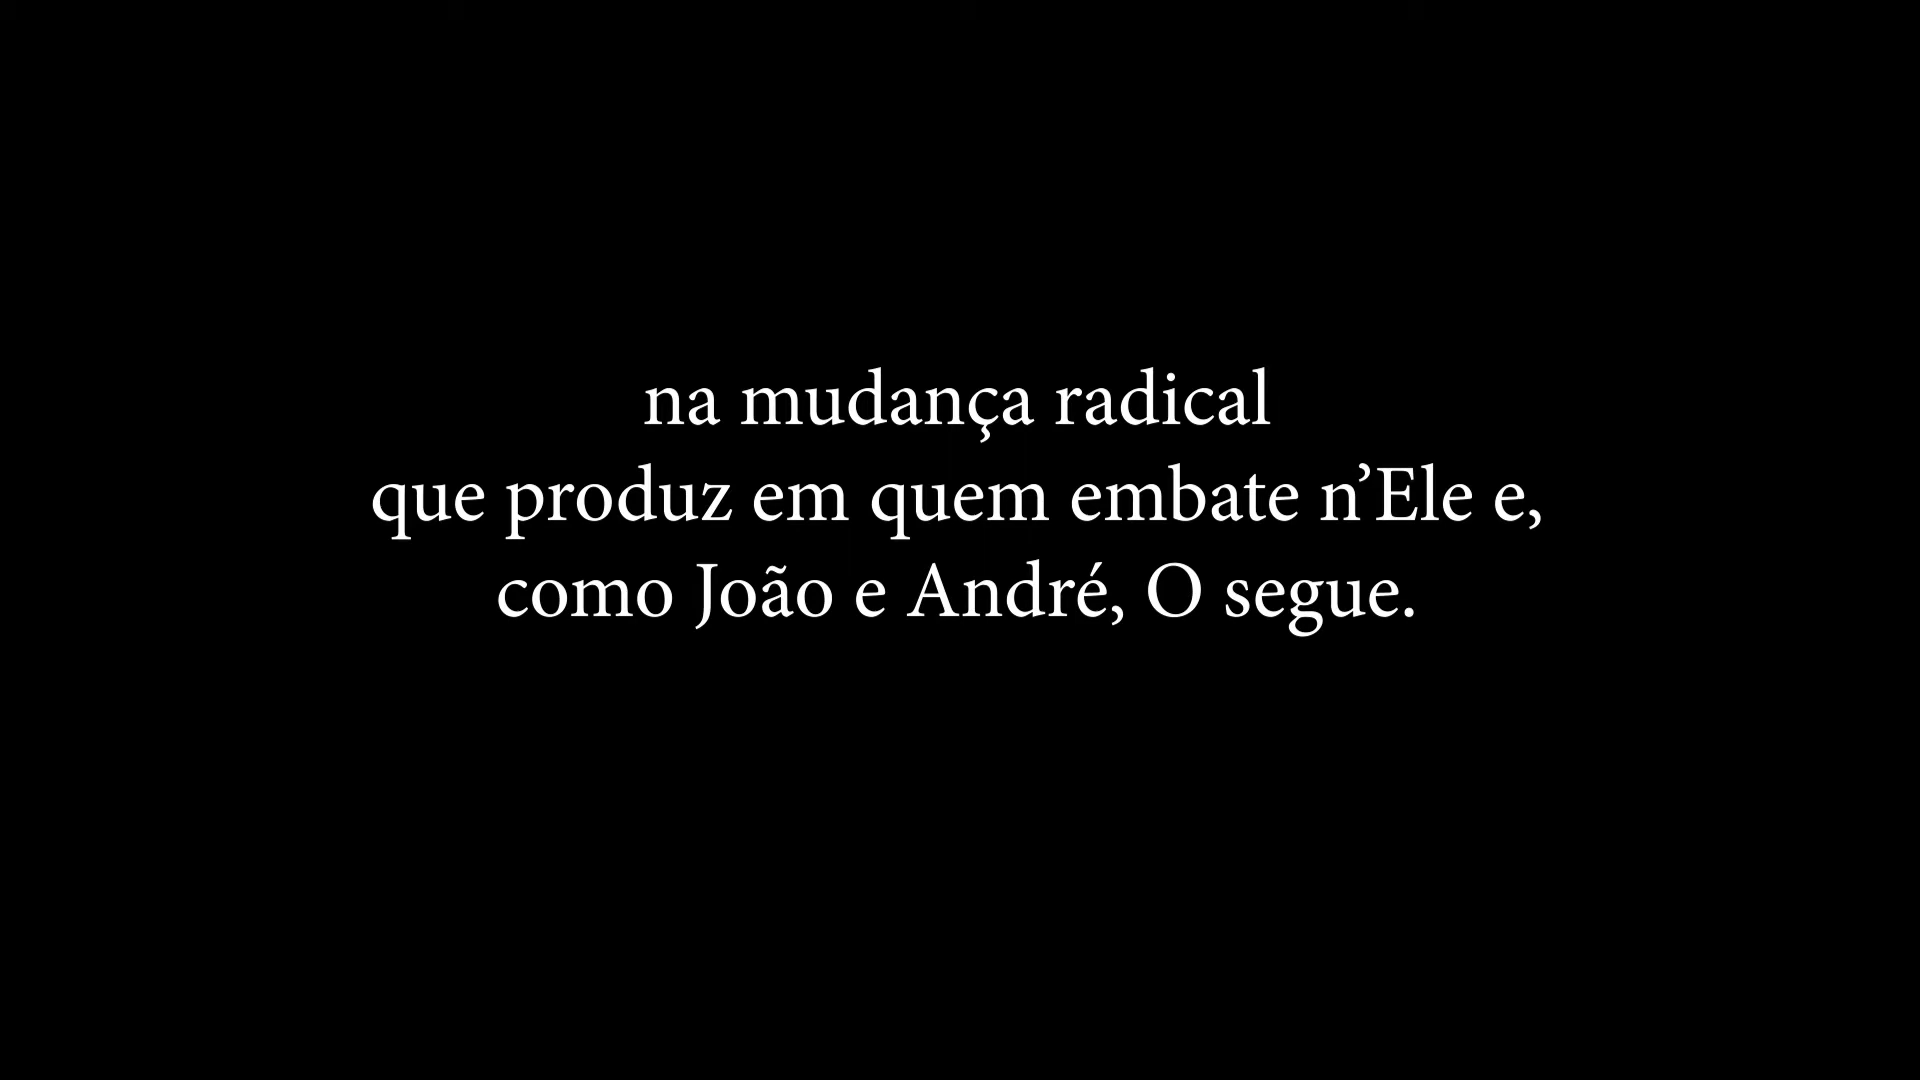 na mudança radical
que produz em quem embate n’Ele e,
como João e André, O segue.